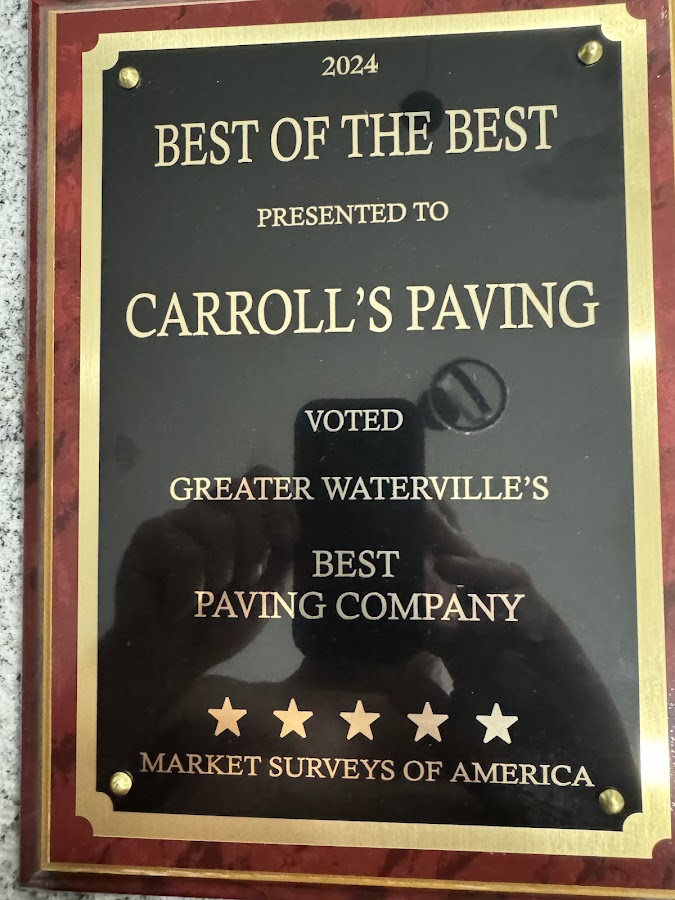 2024
BEST OF THE BEST
PRESENTED TO
CARROLL'S PAVING
VOTED
GREATER WATERVILLE'S
BEST
PAVING COMPANY
MARKET SURVEYS OF AMERICA